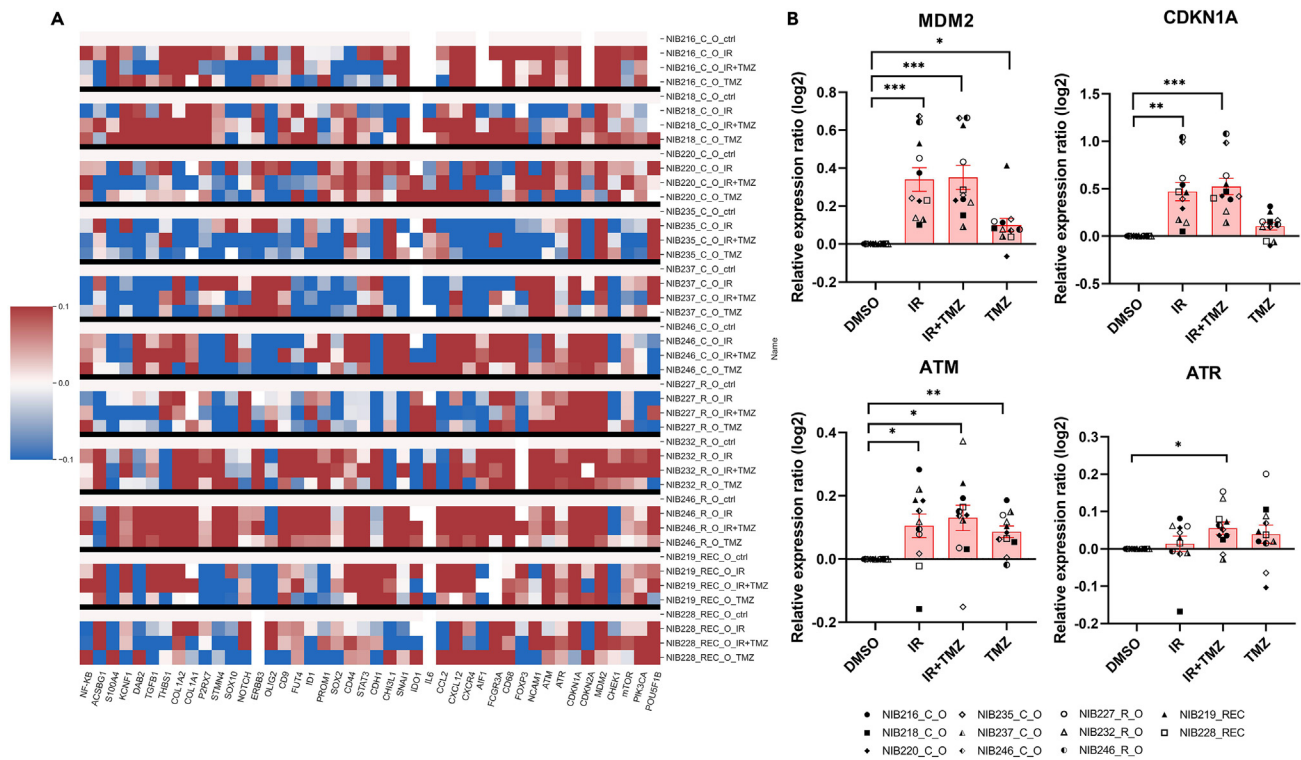 A
NIB216_C_O_ctrl
NIB216_C_O_IR
NIB216_C_O_IR+TMZ
NIB216_C_O_TMZ
NIB218_C_O_ctrl
NIB218_C_O_IR
NIB218_C_O_IR+TMZ
NIB218_C_O_TMZ
NIB220_C_O_ctrl
NIB220_C_O_IR
NIB220_C_O_IR+TMZ
NIB220_C_O_TMZ
NIB235_C_O_ctrl
NIB235_C_O_IR
NIB235_C_O_IR+TMZ
NIB235_C_O_TMZ
NIB237_C_O_ctrl
NIB237_C_O_IR
NIB237_C_O_IR+TMZ
NIB237_C_O_TMZ
NIB246_C_O_ctrl
NIB246_C_O_IR
NIB246_C_O_IR+TMZ
NIB246_C_O_TMZ
NIB227_R_O_ctrl
NIB227_R_O_IR
NIB227_R_O_IR+TMZ
NIB227_R_O_TMZ
NIB232_R_O_ctrl
NIB232_R_O_IR
NIB232_R_O_IR+TMZ
NIB232_R_O_TMZ
NIB246_R_O_ctrl
NIB246_R_O_IR
NIB246_R_O_IR+TMZ
NIB246_R_O_TMZ
NIB219_REC_O_ctrl
NIB219_REC_O_IR
NIB219_REC_O_IR+TMZ
NIB219_REC_O_TMZ
NIB228_REC_O_ctrl
NIB228_REC_O_IR
NIB228_REC_O_IR+TMZ
NIB228_REC_O_TMZ
Name
0.1
0.0
−0.1
NF-KB
ACSBG1
S100A4
KCNF1
DAB2
TGFB1
THBS1
COL1A2
COL1A1
P2RX7
STMN4
SOX10
NOTCH
ERBB3
OLIG2
CD9
FUT4
ID1
PROM1
SOX2
CD44
STAT3
CDH1
CHI3L1
SNAI1
IDO1
IL6
CCL2
CXCL12
CXCR4
AIF1
FCGR3A
CD68
FOXP3
NCAM1
ATM
ATR
CDKN1A
CDKN2A
MDM2
CHEK1
mTOR
PIK3CA
POU5F1B
B
MDM2
Relative expression ratio (log2)
0.8
0.6
0.4
0.2
0.0
-0.2
*
***
***
DMSO
IR
IR+TMZ
TMZ
CDKN1A
Relative expression ratio (log2)
1.5
1.0
0.5
0.0
-0.5
***
**
DMSO
IR
IR+TMZ
TMZ
ATM
Relative expression ratio (log2)
0.4
0.2
0.0
-0.2
**
*
*
DMSO
IR
IR+TMZ
TMZ
ATR
Relative expression ratio (log2)
0.3
0.2
0.1
0.0
-0.1
-0.2
*
DMSO
IR
IR+TMZ
TMZ
NIB216_C_O
NIB218_C_O
NIB220_C_O
NIB235_C_O
NIB237_C_O
NIB246_C_O
NIB227_R_O
NIB232_R_O
NIB246_R_O
NIB219_REC
NIB228_REC